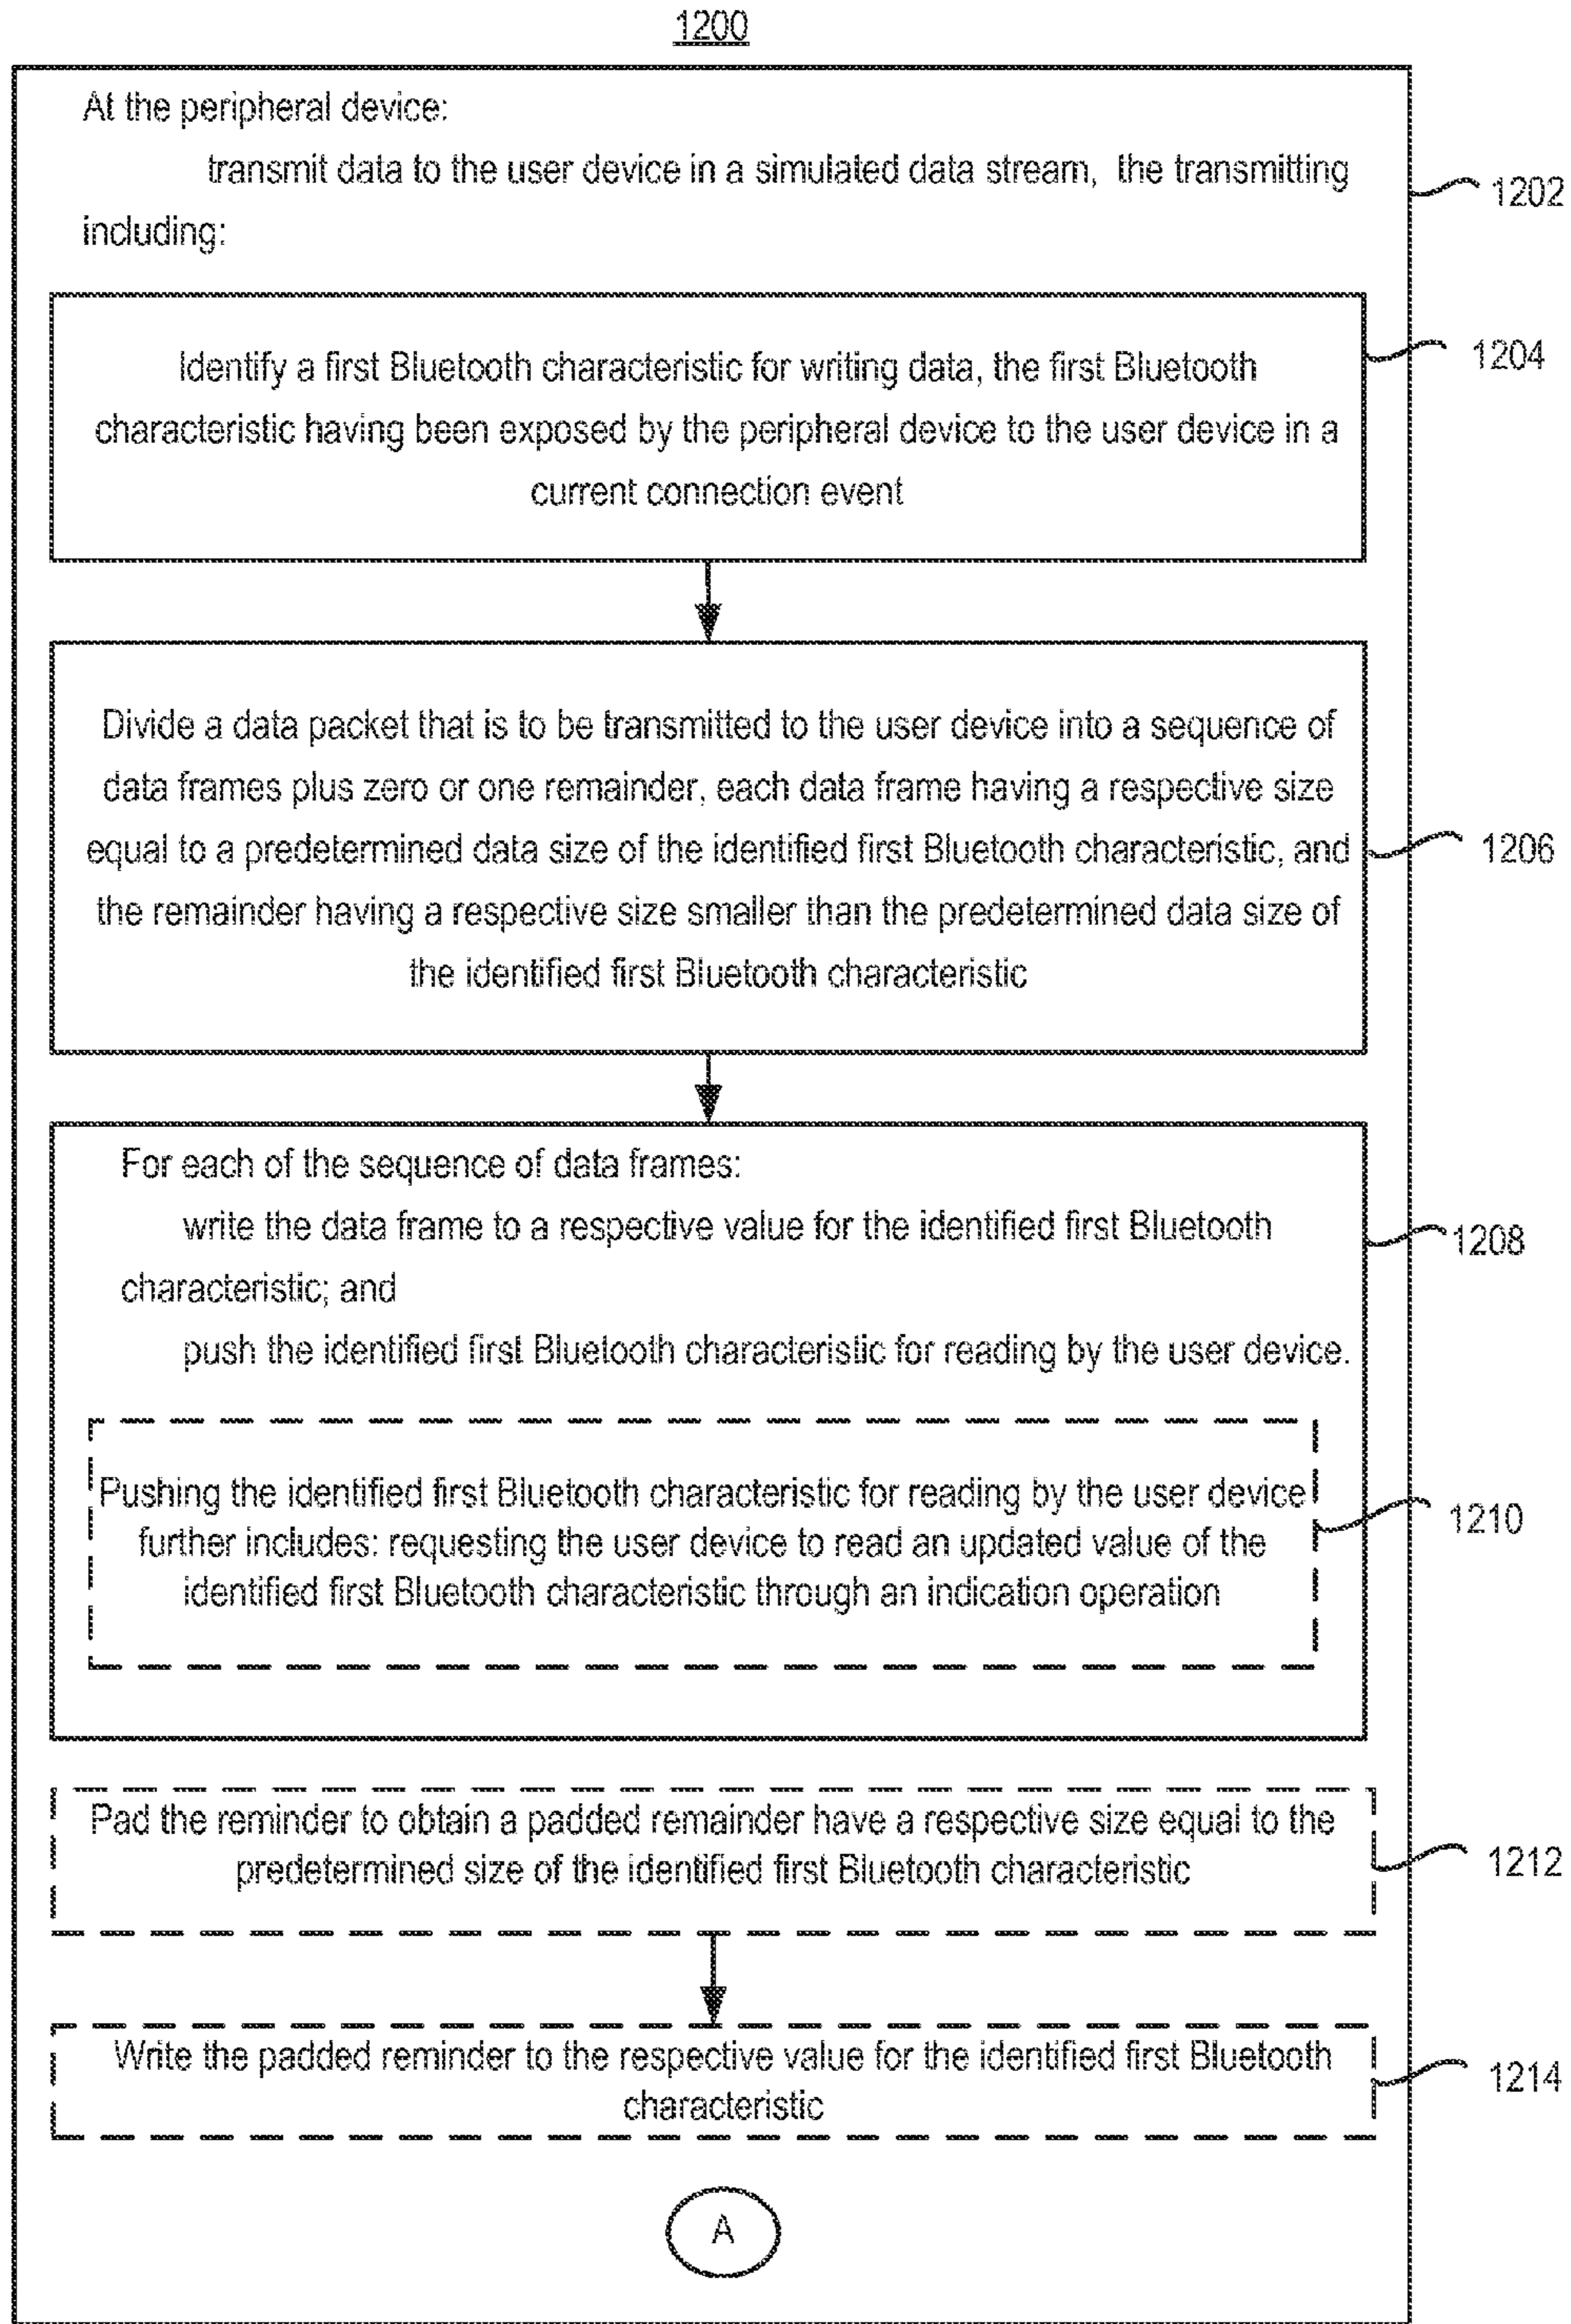 1200
At the peripheral device:
transmit data to the user device in a simulated data stream, the transmitting
including:
1202
Identify a first Bluetooth characteristic for writing data, the first Bluetooth
characteristic having been exposed by the peripheral device to the user device in a
current connection event
1204
Divide a data packet that is to be transmitted to the user device into a sequence of
data frames plus zero or one remainder, each data frame having a respective size
equal to a predetermined data size of the identified first Bluetooth characteristic, and
the remainder having a respective size smaller than the predetermined data size of
the identified first Bluetooth characteristic
1206
For each of the sequence of data frames:
write the data frame to a respective value for the identified first Bluetooth
characteristic; and
push the identified first Bluetooth characteristic for reading by the user device.
1208
Pushing the identified first Bluetooth characteristic for reading by the user device
further includes: requesting the user device to read an updated value of the
identified first Bluetooth characteristic through an indication operation
1210
Pad the reminder to obtain a padded remainder have a respective size equal to the
predetermined size of the identified first Bluetooth characteristic
1212
Write the padded reminder to the respective value for the identified first Bluetooth
characteristic
1214
A